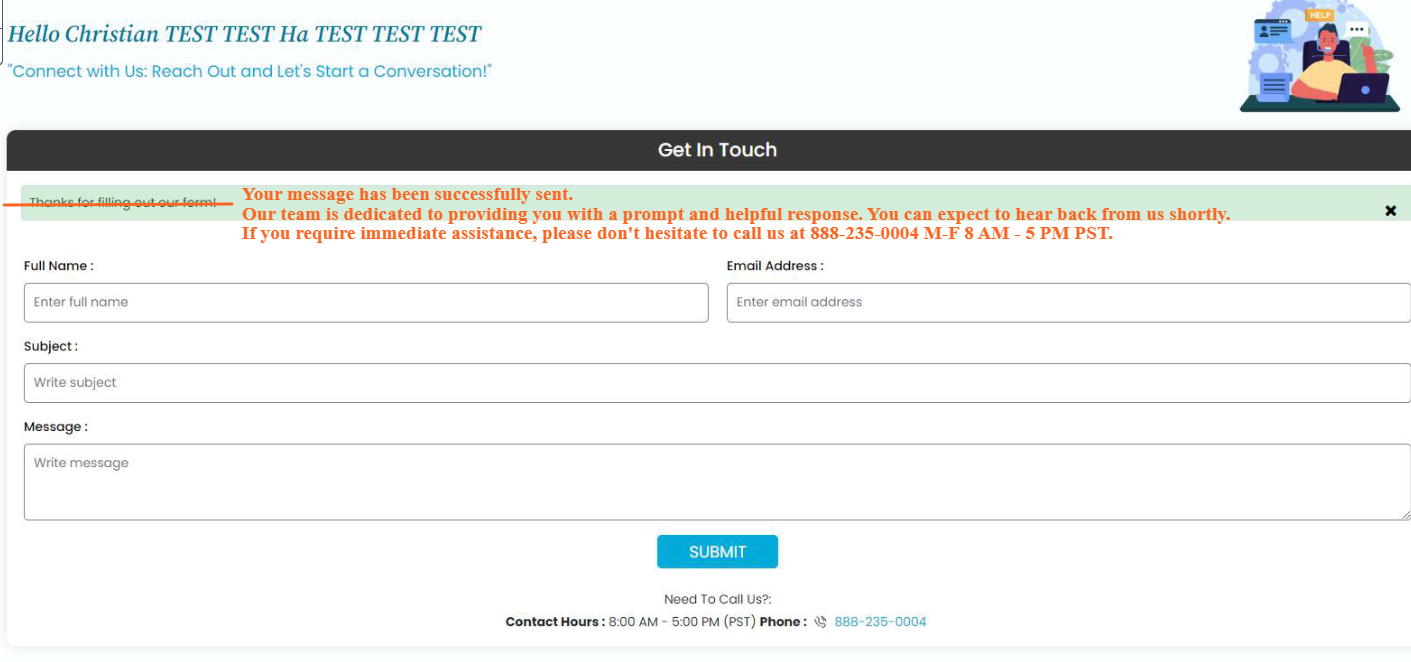 HELP
Hello Christian TEST TEST Ha TEST TEST TEST
"Connect with Us: Reach Out and Let's Start a Conversation!"
Get In Touch
Thanks for filling out our form!
Your message has been successfully sent.
Our team is dedicated to providing you with a prompt and helpful response. You can expect to hear back from us shortly.
If you require immediate assistance, please don't hesitate to call us at 888-235-0004 M-F 8 AM - 5 PM PST.
Full Name :
Email Address :
Enter full name
Enter email address
Subject :
Write subject
Message :
Write message
SUBMIT
Need To Call Us?:
Contact Hours : 8:00 AM - 5:00 PM (PST) Phone : 888-235-0004